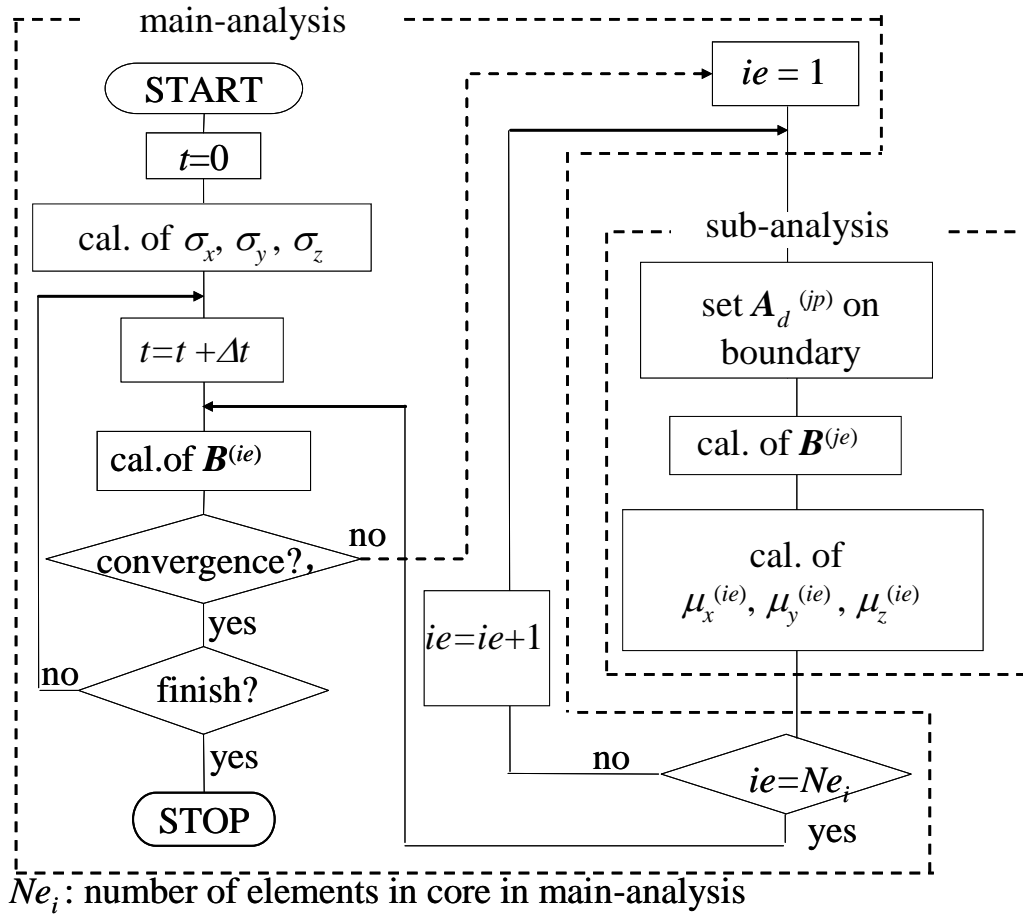 main-analysis
START
t=0
cal. of σx, σy, σz
t=t+Δt
cal.of B(ie)
convergence?,
no
yes
no
finish?
yes
STOP
ie = 1
sub-analysis
set Ad (jp) on
boundary
cal. of B(je)
cal. of
μx(ie), μy(ie), μz(ie)
ie=ie+1
no
ie=Nei
yes
Nei: number of elements in core in main-analysis